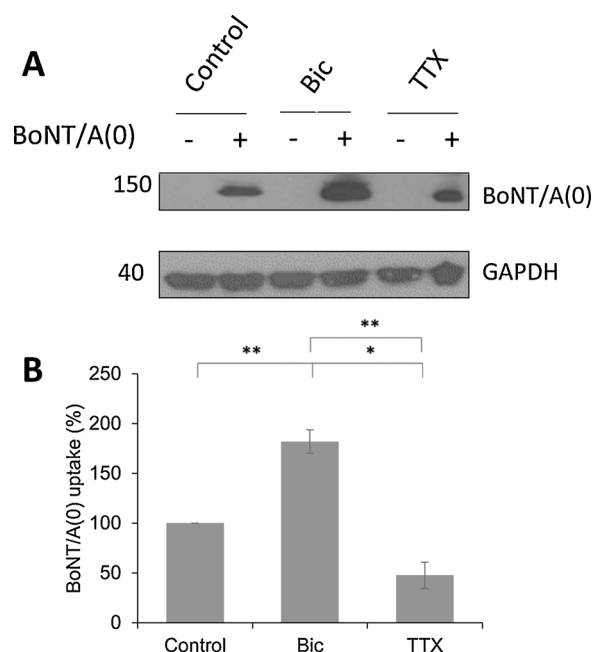 A
Control Bic TTX
BoNT/A(0) - + - + - +
150 BoNT/A(0)
40 GAPDH
**
** *
B
BoNT/A(0) uptake (%)
250
200
150
100
50
0
Control Bic TTX